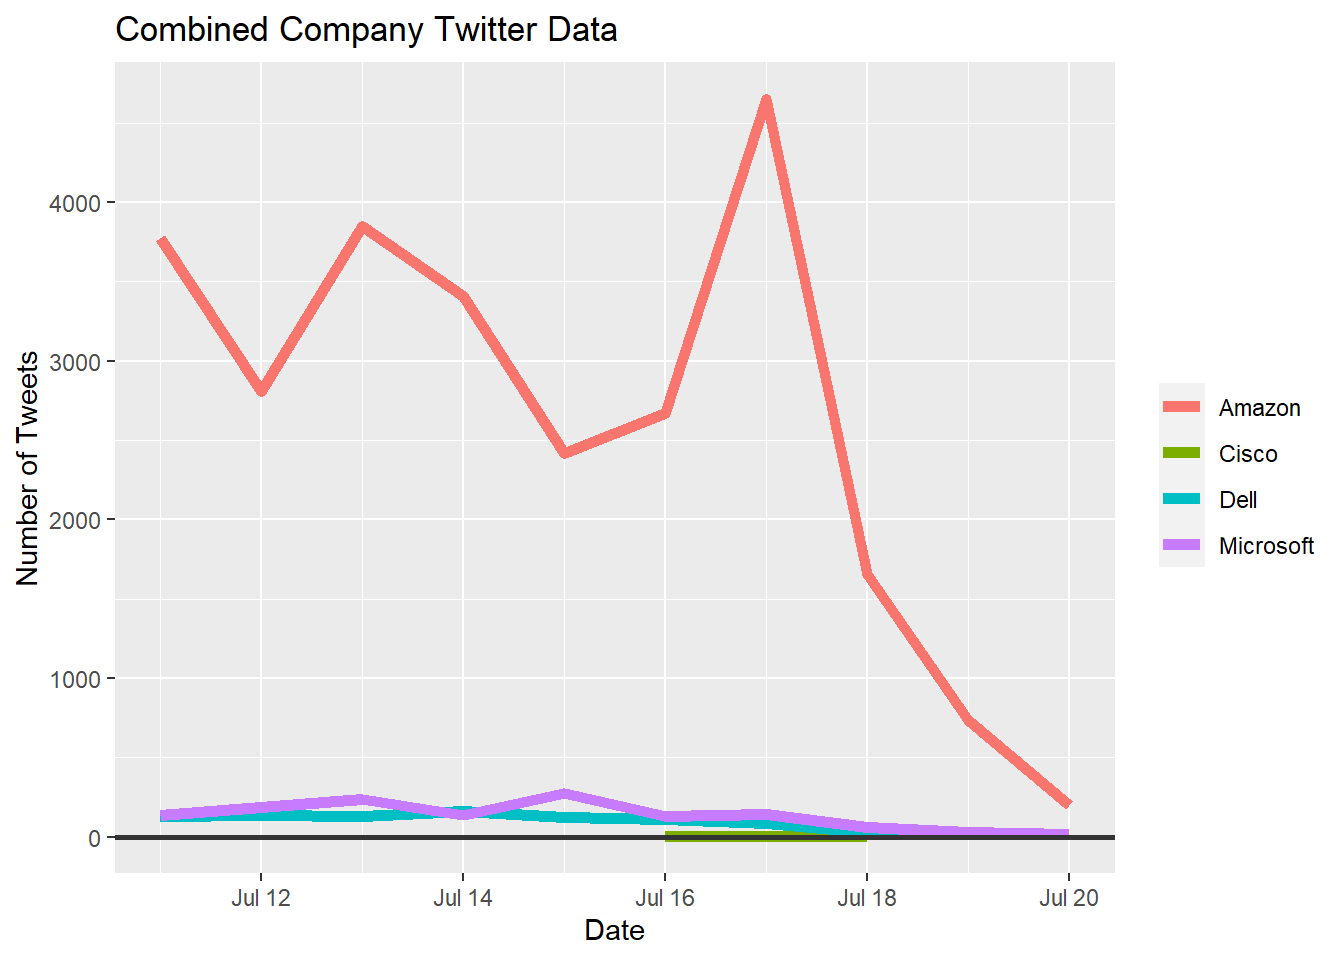 Combined Company Twitter Data
Number of Tweets
4000
3000
2000
1000
0
Jul 12
Jul 14
Jul 16
Jul 18
Jul 20
Date
Amazon
Cisco
Dell
Microsoft